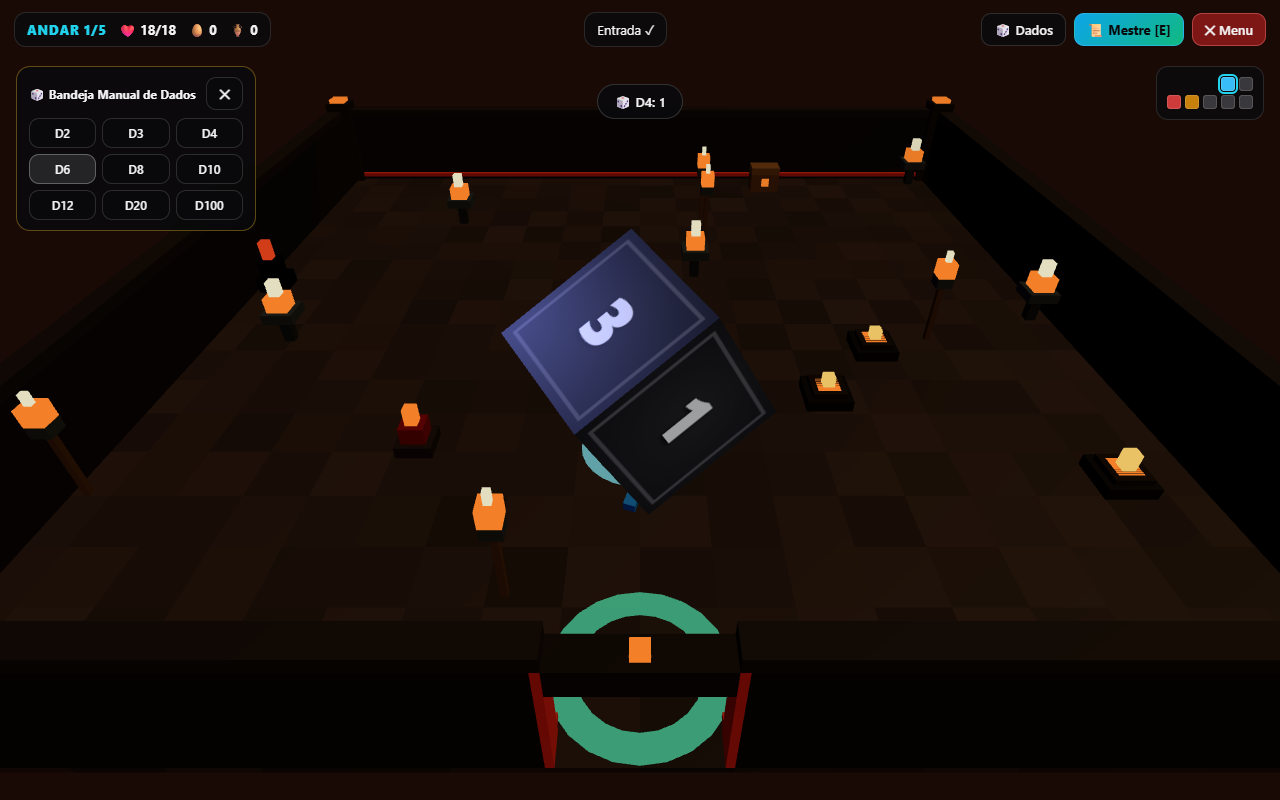 ANDAR 1/5 18/18 0 0
Entrada ✓
Dados
Mestre [E]
✕ Menu
Bandeja Manual de Dados ✕
D2 D3 D4
D6 D8 D10
D12 D20 D100
D4: 1
3
1